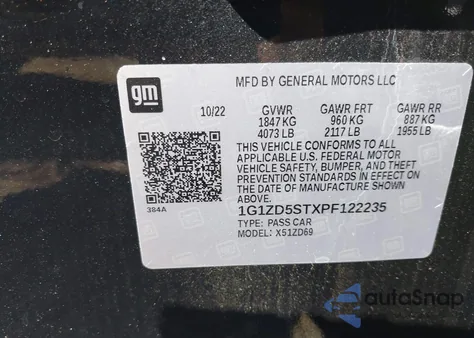 gm
MFD BY GENERAL MOTORS LLC
10/22 GVWR GAWR FRT GAWR RR
1847 KG 960 KG 887 KG
4073 LB 2117 LB 1955 LB
THIS VEHICLE CONFORMS TO ALL
APPLICABLE U.S. FEDERAL MOTOR
VEHICLE SAFETY, BUMPER, AND THEFT
PREVENTION STANDARDS IN EFFECT ON
THE DATE OF MANUFACTURE SHOWN
ABOVE.
384A
1G1ZD5STXPF122235
TYPE: PASS CAR
MODEL: X51ZD69
autoSnap